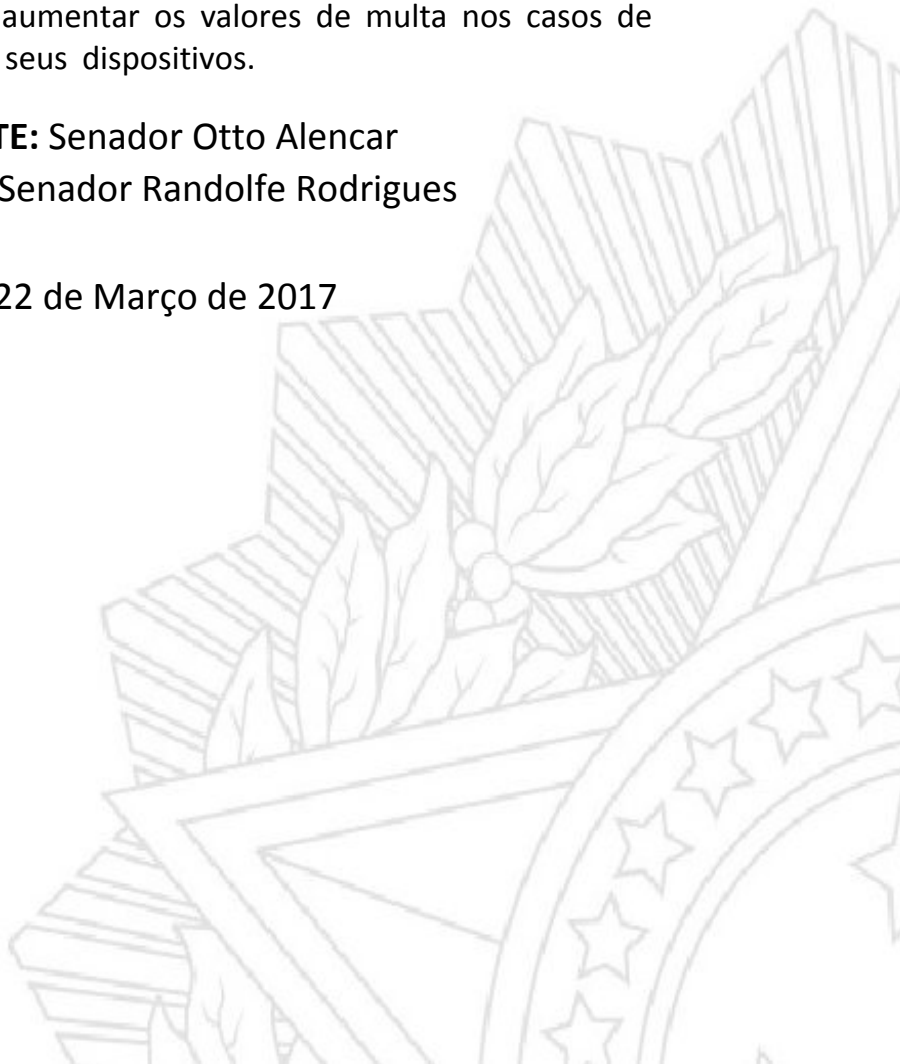 aumentar os valores de multa nos casos de
seus dispositivos.
TE: Senador Otto Alencar
Senador Randolfe Rodrigues
22 de Março de 2017